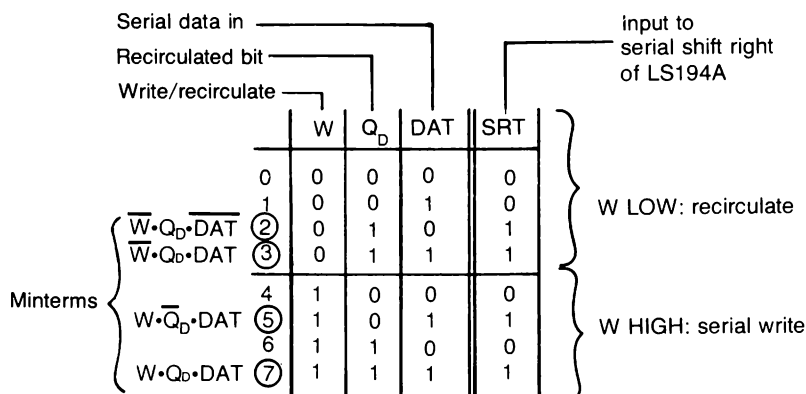 Serial data in
Recirculated bit
Write/recirculate
input to
serial shift right
of LS194A
W Q_D DAT SRT
0 0 0 0 0
1 0 0 1 0
W̅•Q_D•D̅A̅T̅ ② 0 1 0 1
W̅•Q_D•DAT ③ 0 1 1 1
W LOW: recirculate
Minterms
4 1 0 0 0
W•Q̅_D•DAT ⑤ 1 0 1 1
6 1 1 0 0
W•Q_D•DAT ⑦ 1 1 1 1
W HIGH: serial write